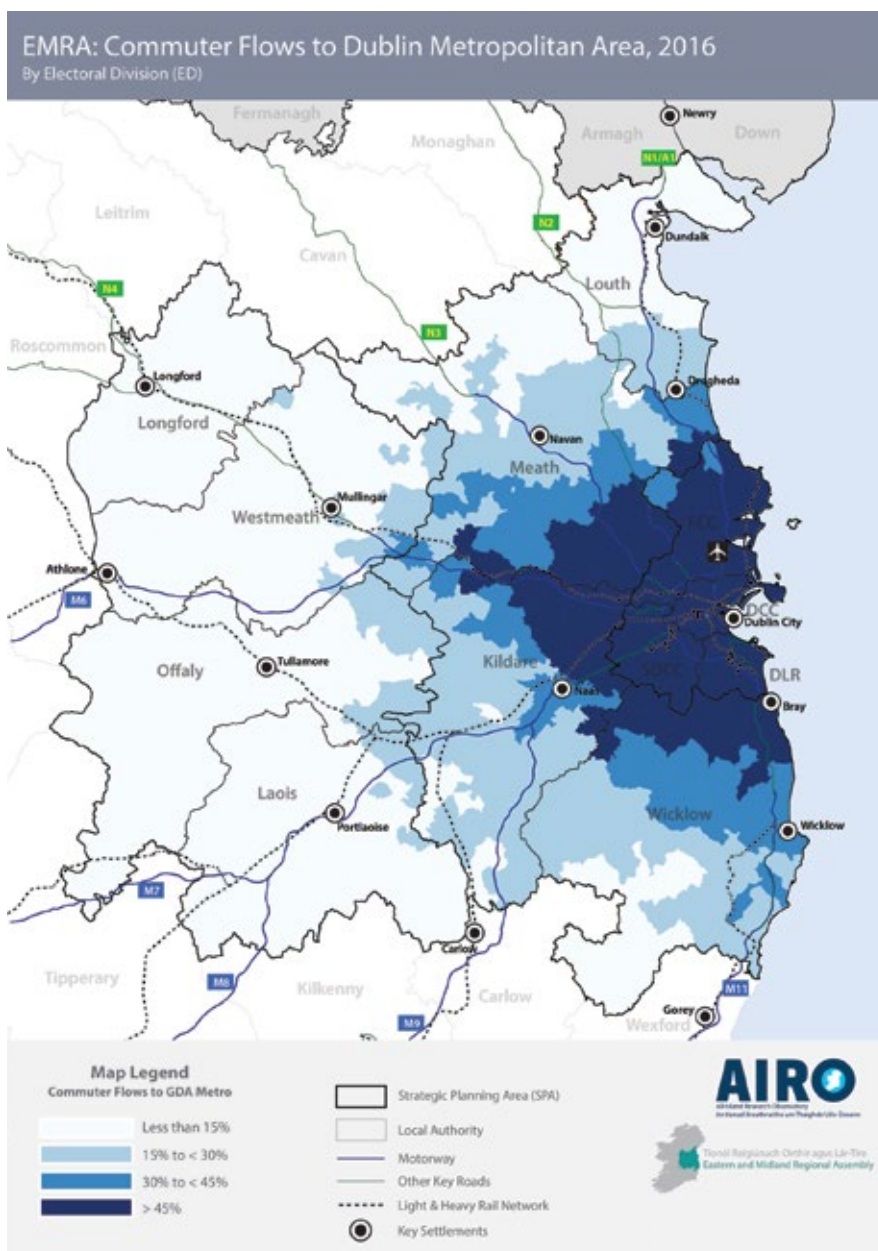 EMRA: Commuter Flows to Dublin Metropolitan Area, 2016
By Electoral Division (ED)
Fermanagh
Newry
Armagh
Down
Monaghan
N1/A1
Leitrim
N2
Dundalk
Cavan
Louth
N4
N3
Roscommon
Longford
Drogheda
Longford
Navan
Meath
Mullingar
Westmeath
FCC
Athlone
M6
DCC
Dublin City
Offaly
Tullamore
Kildare
SDCC
DLR
Naas
Bray
Laois
Wicklow
Portlaoise
Wicklow
M7
Carlow
Tipperary
M8
Kilkenny
Carlow
M11
Gorey
M9
Wexford
Map Legend
Commuter Flows to GDA Metro
Less than 15%
15% to < 30%
30% to < 45%
> 45%
Strategic Planning Area (SPA)
Local Authority
Motorway
Other Key Roads
Light & Heavy Rail Network
Key Settlements
AIRO
All-Island Research Observatory
Tionól Réigiúnach Oirthir agus Lár-Tíre
Eastern and Midland Regional Assembly